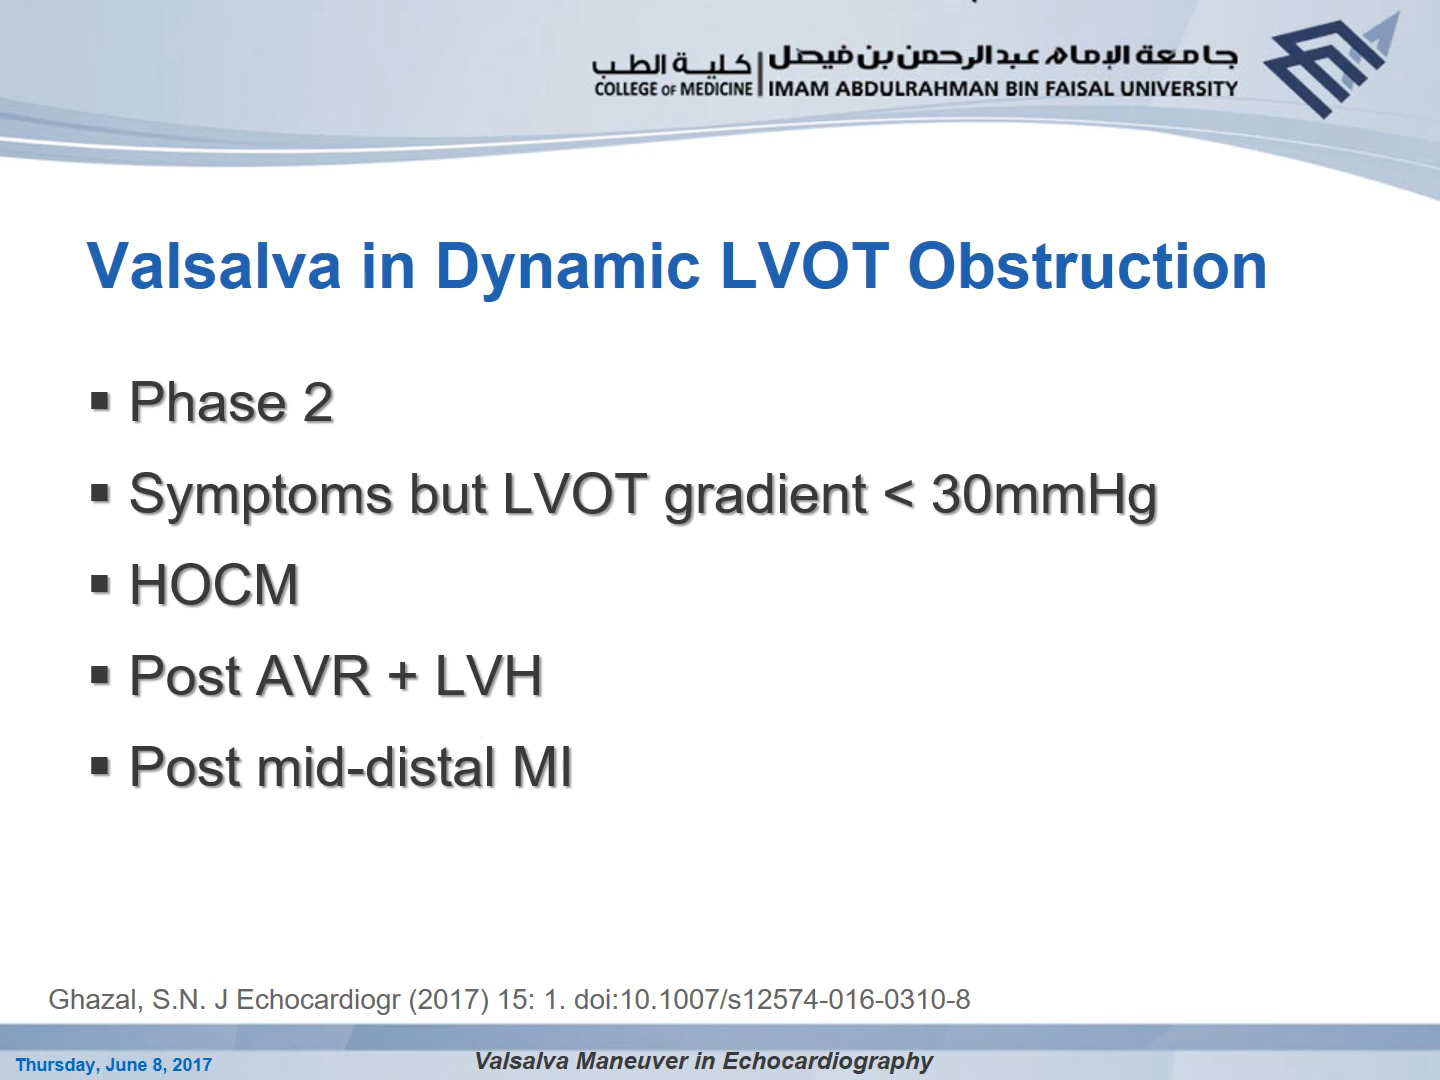 جامعة الإمام عبدالرحمن بن فيصل | كلية الطب
COLLEGE OF MEDICINE | IMAM ABDULRAHMAN BIN FAISAL UNIVERSITY
Valsalva in Dynamic LVOT Obstruction
▪ Phase 2
▪ Symptoms but LVOT gradient < 30mmHg
▪ HOCM
▪ Post AVR + LVH
▪ Post mid-distal MI
Ghazal, S.N. J Echocardiogr (2017) 15: 1. doi:10.1007/s12574-016-0310-8
Thursday, June 8, 2017
Valsalva Maneuver in Echocardiography